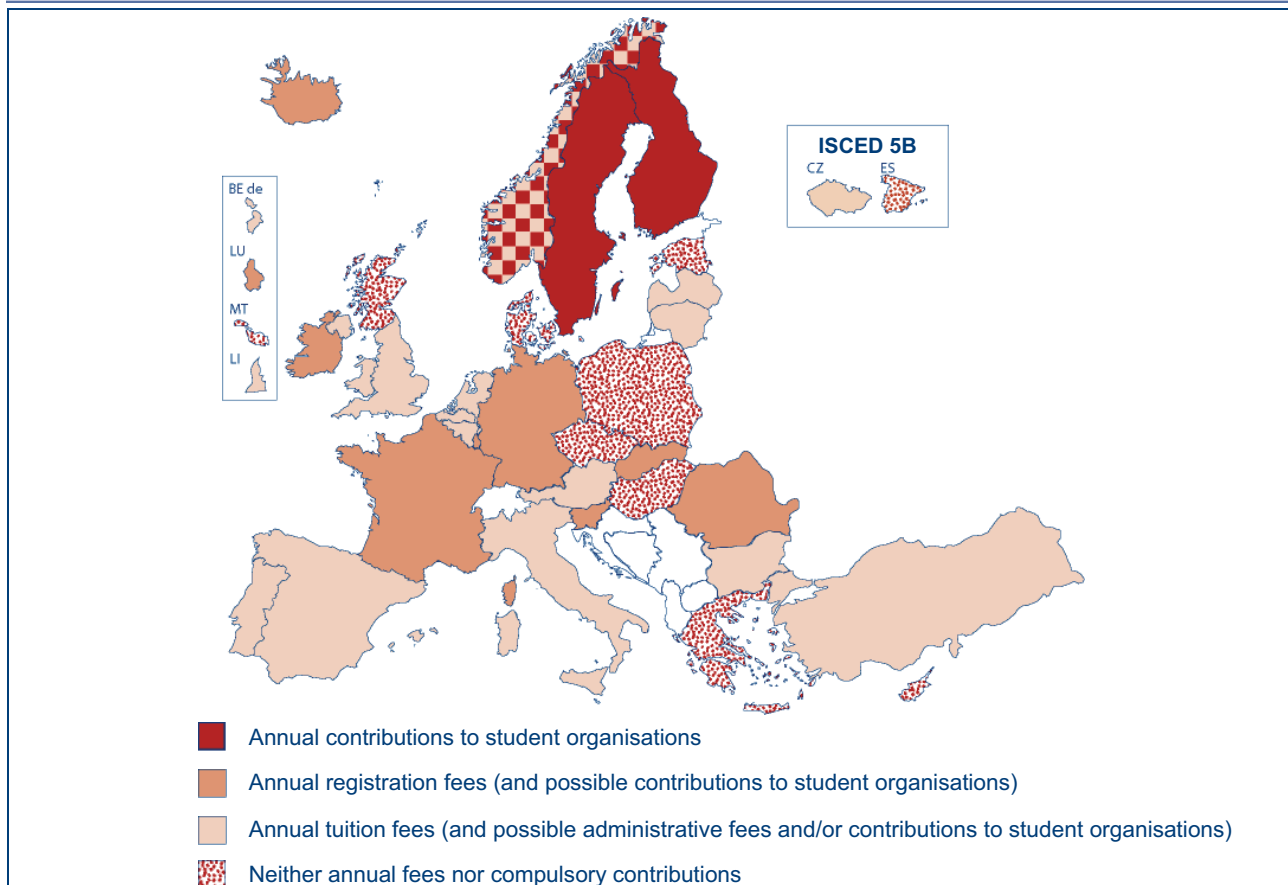 ISCED 5B
CZ ES
BE de
LU
MT
LI
Annual contributions to student organisations
Annual registration fees (and possible contributions to student organisations)
Annual tuition fees (and possible administrative fees and/or contributions to student organisations)
Neither annual fees nor compulsory contributions